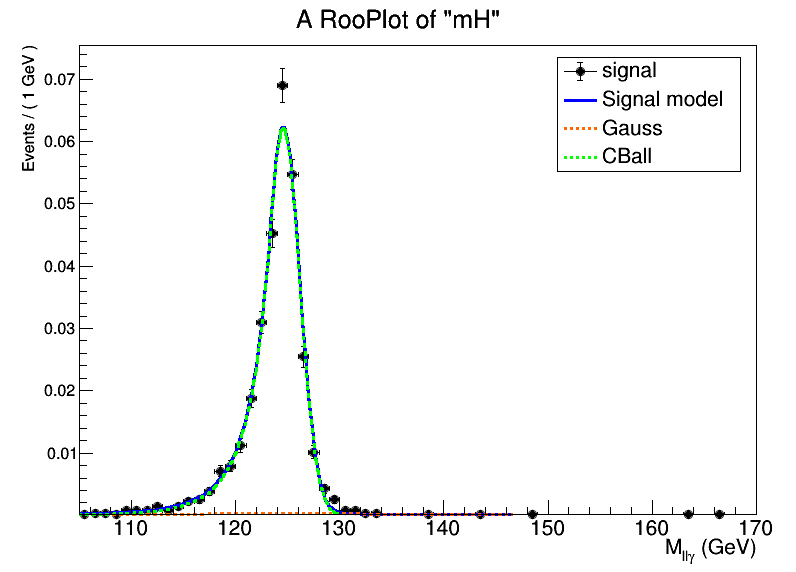 A RooPlot of "mH"
Events / ( 1 GeV )
0.07
0.06
0.05
0.04
0.03
0.02
0.01
signal
Signal model
Gauss
CBall
110 120 130 140 150 160 170
M_llγ (GeV)